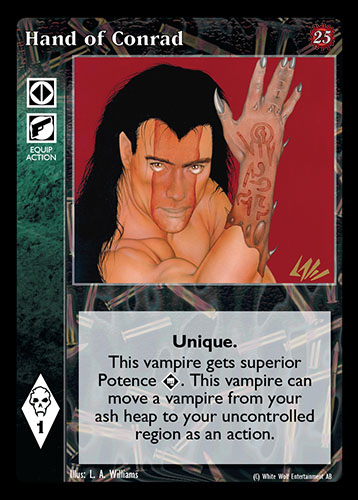 Hand of Conrad
25
EQUIP
ACTION
Unique.
This vampire gets superior
Potence. This vampire can
move a vampire from your
ash heap to your uncontrolled
region as an action.
1
Illus: L. A. Williams
(C) White Wolf Entertainment AB